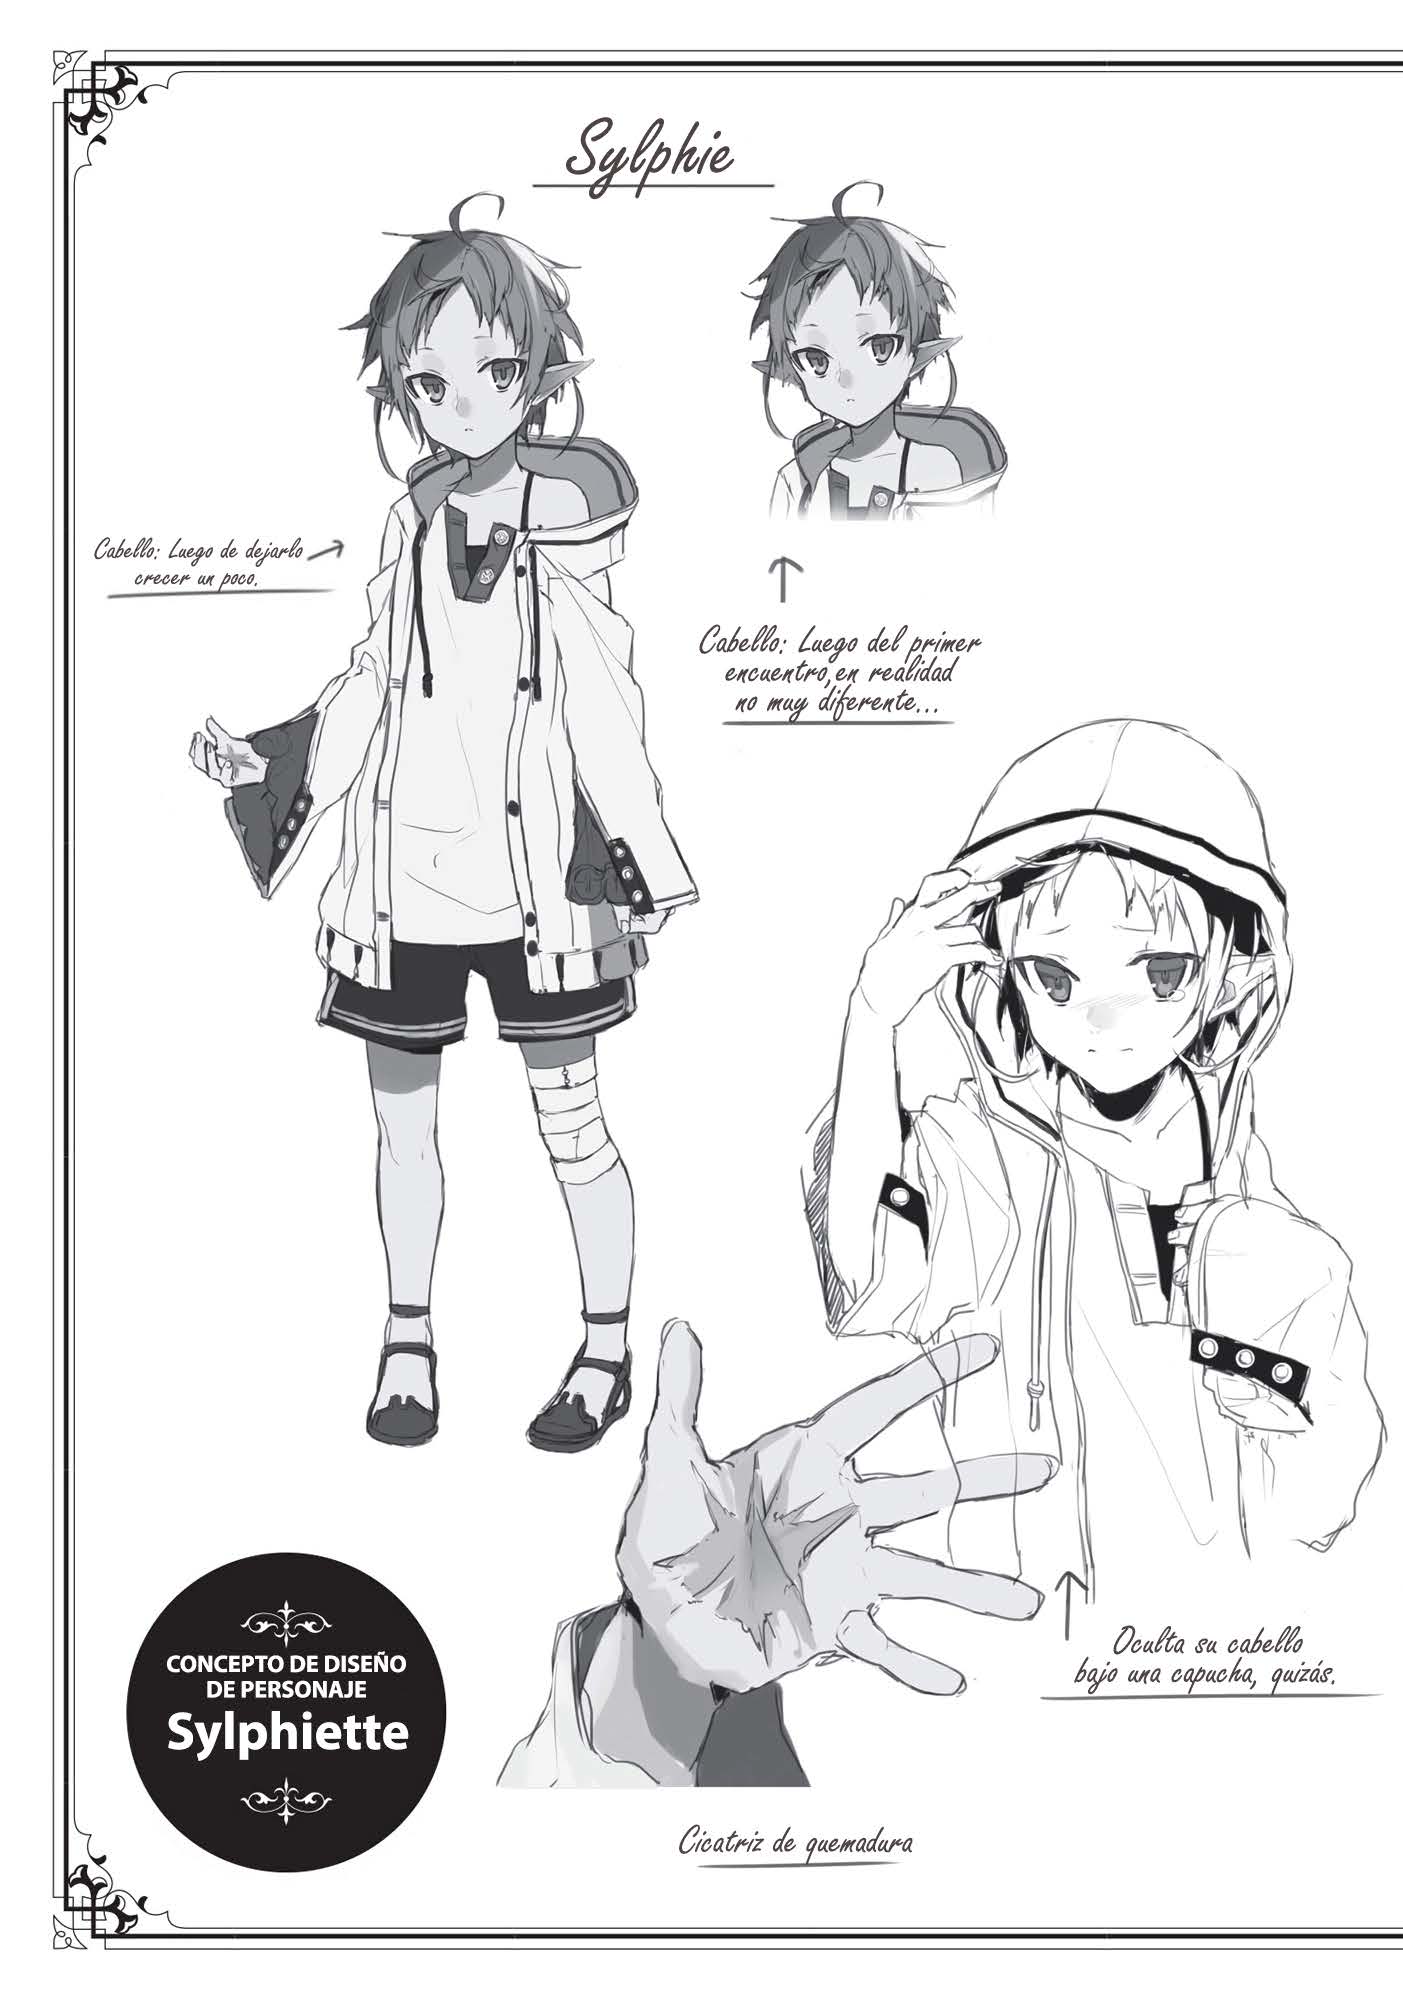 Sylphie
Cabello: Luego de dejarlo
crecer un poco.
Cabello: Luego del primer
encuentro,en realidad
no muy diferente...
Oculta su cabello
bajo una capucha, quizás.
CONCEPTO DE DISEÑO
DE PERSONAJE
Sylphiette
Cicatriz de quemadura